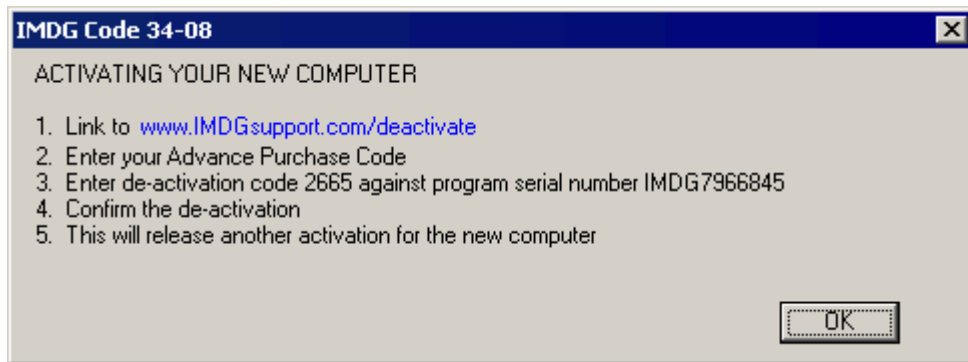 IMDG Code 34-08
ACTIVATING YOUR NEW COMPUTER
1. Link to www.IMDGsupport.com/deactivate
2. Enter your Advance Purchase Code
3. Enter de-activation code 2665 against program serial number IMDG7966845
4. Confirm the de-activation
5. This will release another activation for the new computer
OK